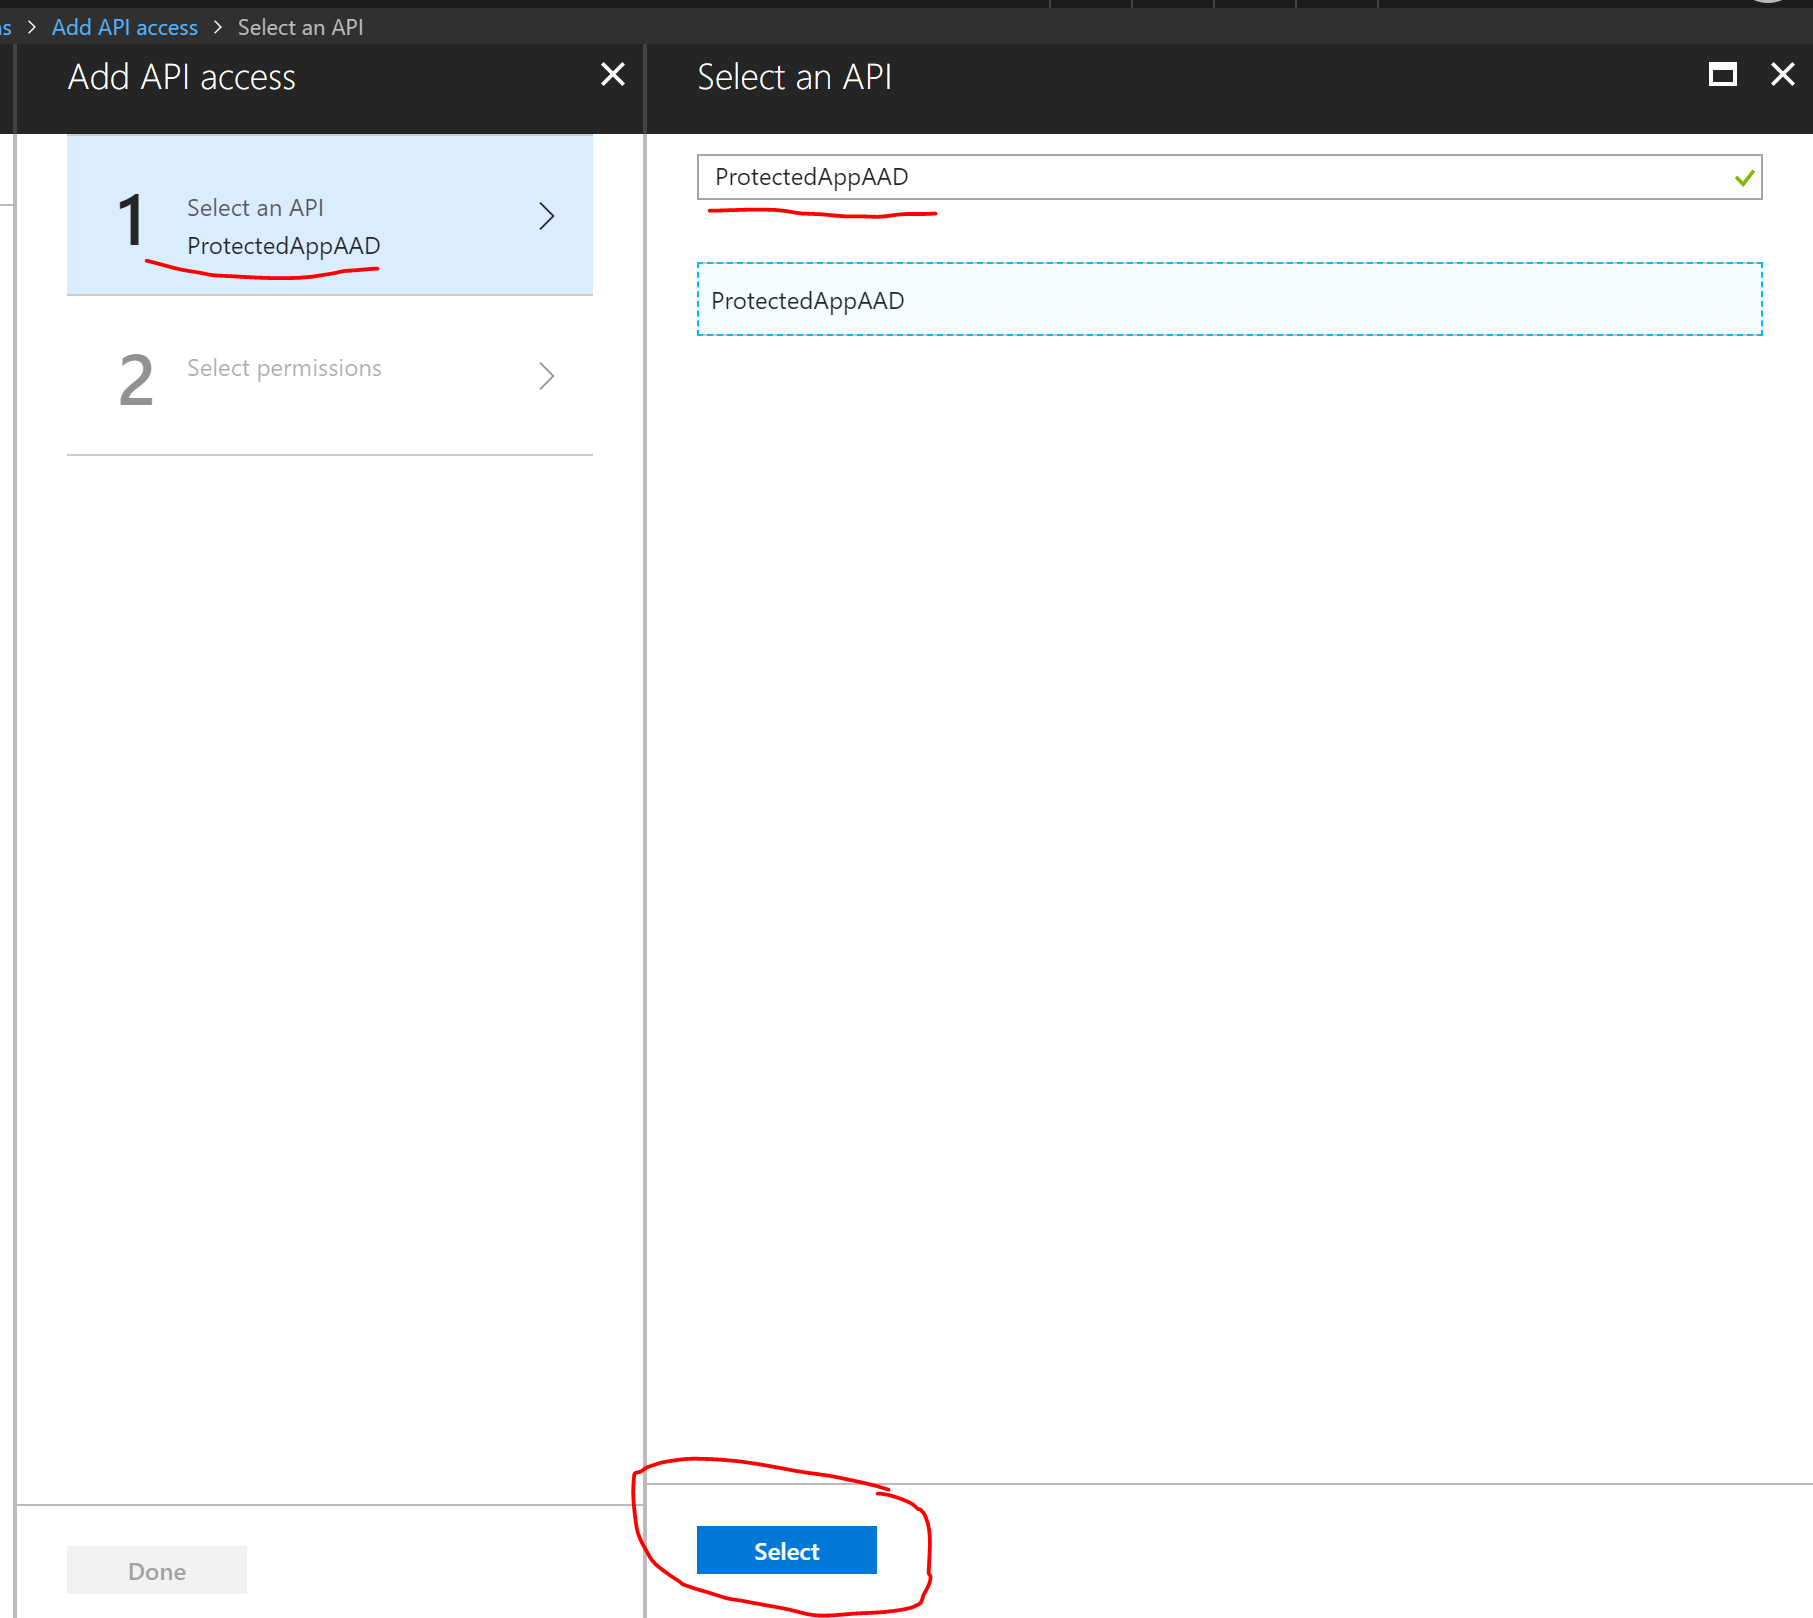 Add API access > Select an API
Add API access
Select an API
1
Select an API
ProtectedAppAAD
2
Select permissions
Done
ProtectedAppAAD
ProtectedAppAAD
Select